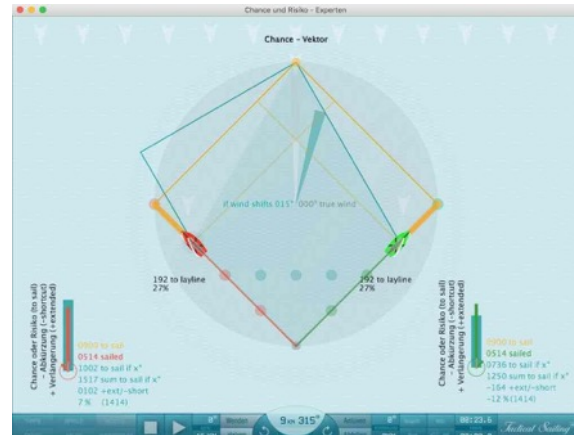 Chance und Risiko - Experten
Chance - Vektor
if wind shifts 015° 000° true wind
192 to layline
27%
192 to layline
27%
Chance oder Risiko (to sail)
- Abkürzung (-shortcut)
+ Verlängerung (+extended)
0900 to sail
0514 sailed
1002 to sail if x°
1517 sum to sail if x°
0102 +ext/-short
7 % (1414)
Chance oder Risiko (to sail)
- Abkürzung (-shortcut)
+ Verlängerung (+extended)
0900 to sail
0514 sailed
0736 to sail if x°
1250 sum to sail if x°
-164 +ext/-short
-12 % (1414)
8°
Wenden
9 KN 315°
8°
00:23.6
Tactical Sailing